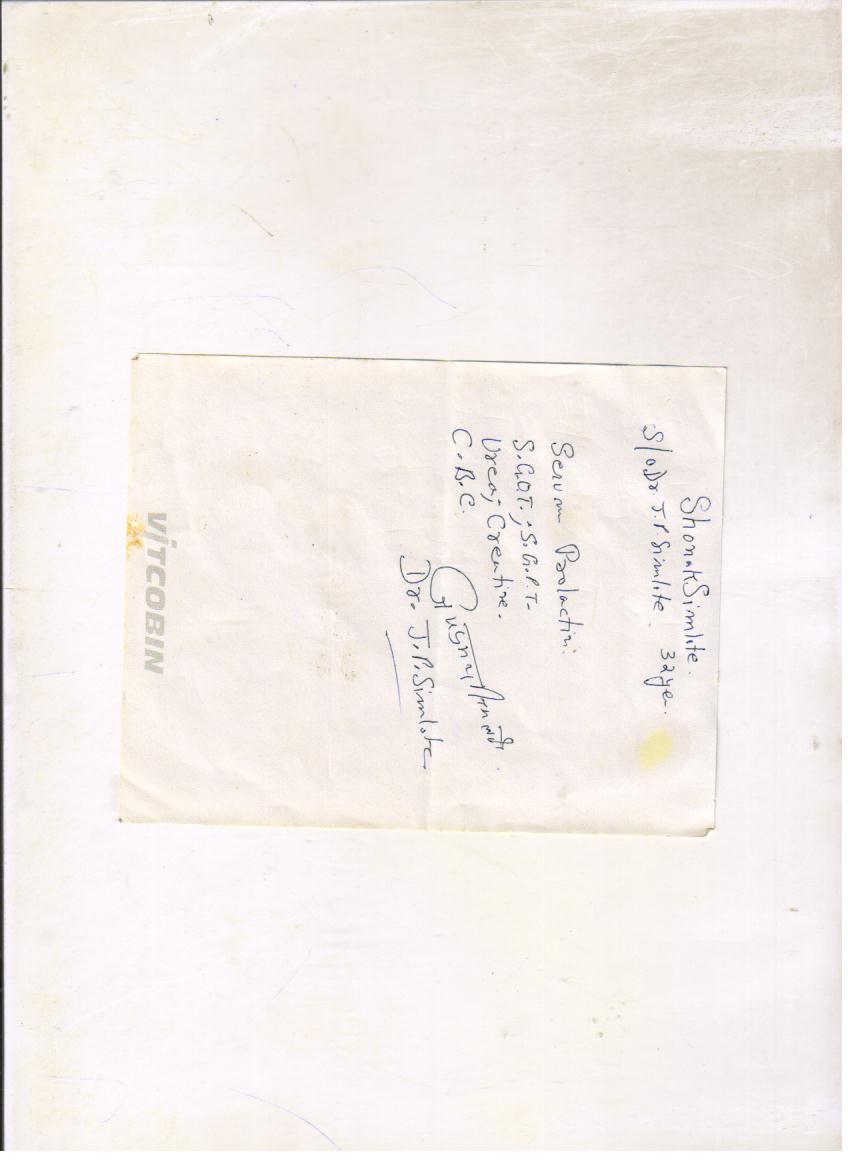 Shonak Simlote.
S/o. Dr J.P Simlote. 32 yr.
Serum Prolactin.
S.G.O.T.; S.G.P.T.
Urea; Creatine.
C.B.C.
Dr. J.P. Simlote
VITCOBIN